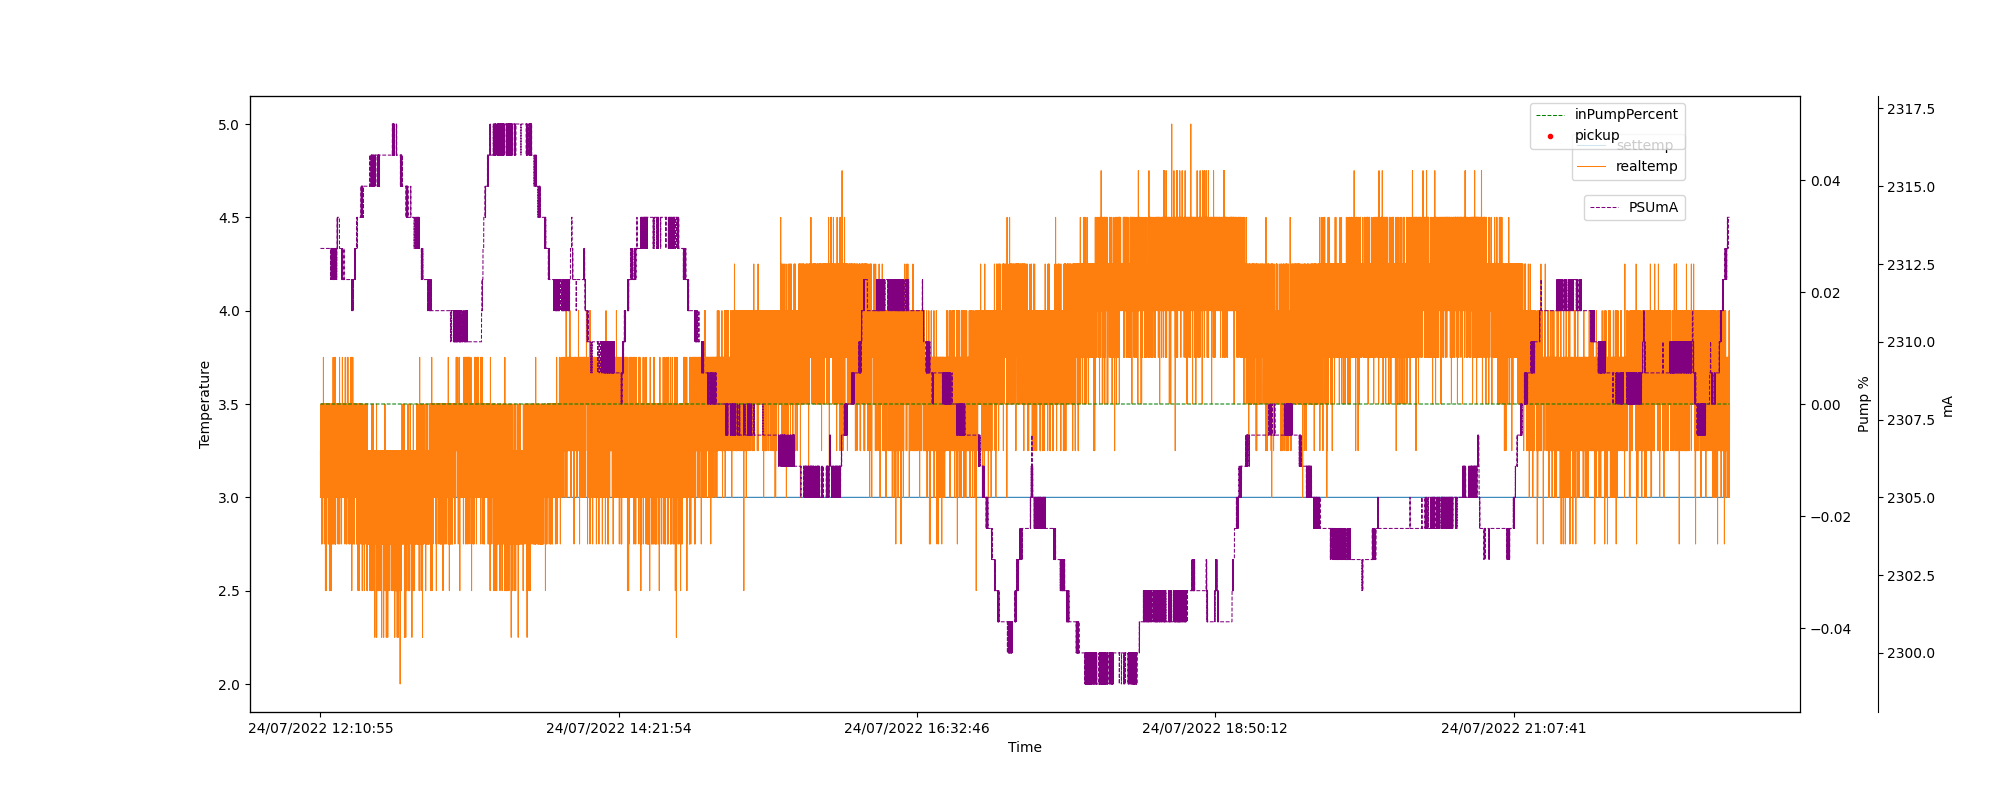 inPumpPercent
pickup
settemp
realtemp
PSUmA
5.0
4.5
4.0
3.5
3.0
2.5
2.0
Temperature
0.04
0.02
0.00
−0.02
−0.04
Pump %
2317.5
2315.0
2312.5
2310.0
2307.5
2305.0
2302.5
2300.0
mA
24/07/2022 12:10:55
24/07/2022 14:21:54
24/07/2022 16:32:46
24/07/2022 18:50:12
24/07/2022 21:07:41
Time